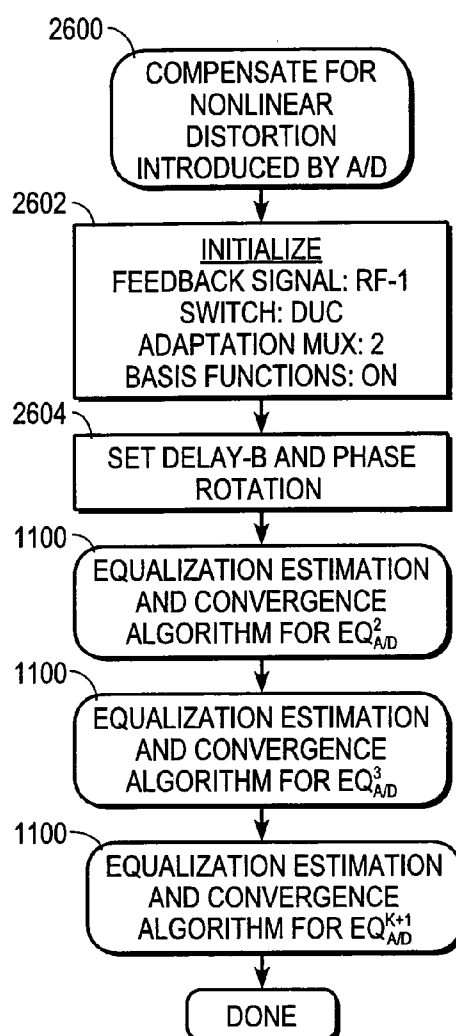 2600
COMPENSATE FOR
NONLINEAR
DISTORTION
INTRODUCED BY A/D
2602
INITIALIZE
FEEDBACK SIGNAL: RF-1
SWITCH: DUC
ADAPTATION MUX: 2
BASIS FUNCTIONS: ON
2604
SET DELAY-B AND PHASE
ROTATION
1100
EQUALIZATION ESTIMATION
AND CONVERGENCE
ALGORITHM FOR EQ²A/D
1100
EQUALIZATION ESTIMATION
AND CONVERGENCE
ALGORITHM FOR EQ³A/D
1100
EQUALIZATION ESTIMATION
AND CONVERGENCE
ALGORITHM FOR EQᴷ⁺¹A/D
DONE